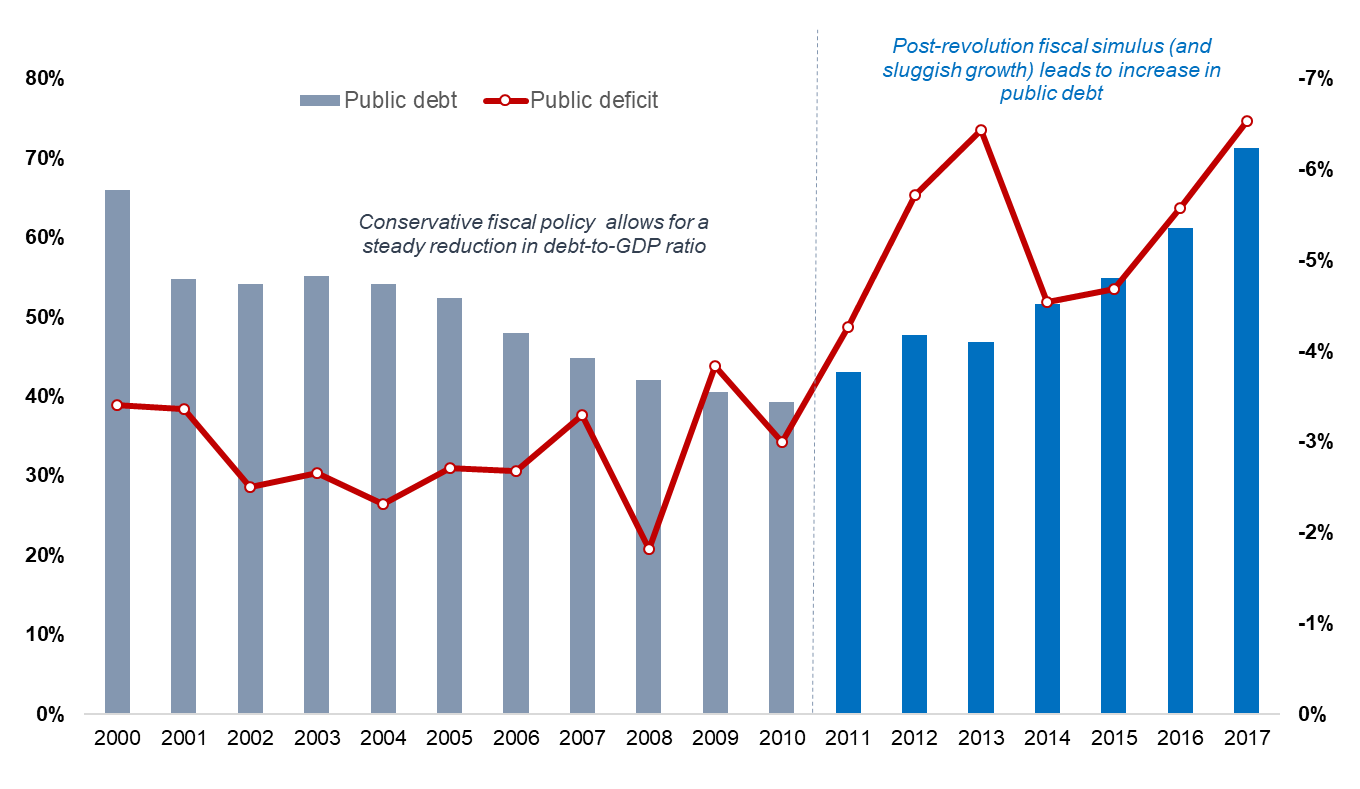 Post-revolution fiscal simulus (and
sluggish growth) leads to increase in
public debt
80%
70%
60%
50%
40%
30%
20%
10%
0%
Public debt
Public deficit
Conservative fiscal policy allows for a
steady reduction in debt-to-GDP ratio
-7%
-6%
-5%
-4%
-3%
-2%
-1%
0%
2000 2001 2002 2003 2004 2005 2006 2007 2008 2009 2010 2011 2012 2013 2014 2015 2016 2017